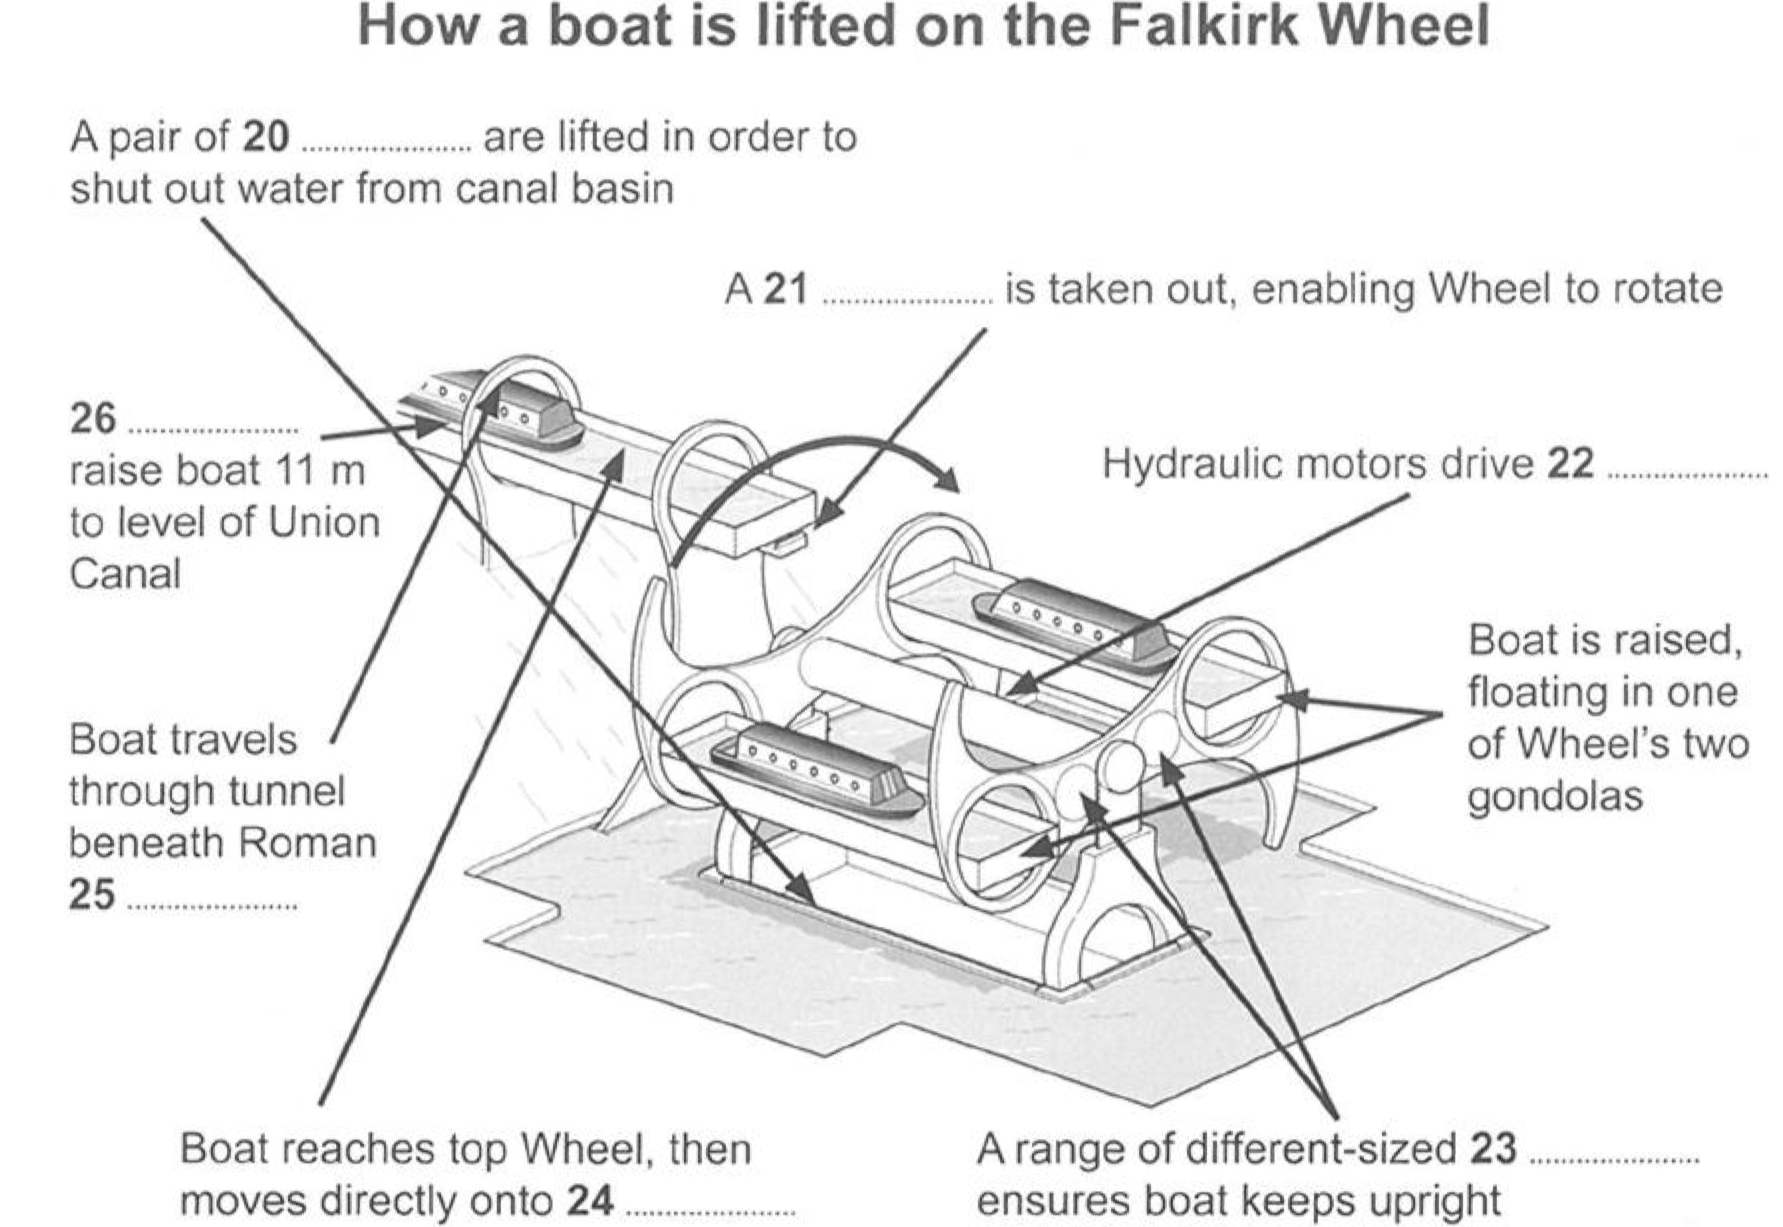 How a boat is lifted on the Falkirk Wheel
A pair of 20 ...................... are lifted in order to
shut out water from canal basin
A 21 ...................... is taken out, enabling Wheel to rotate
26 ......................
raise boat 11 m
to level of Union
Canal
Hydraulic motors drive 22 ......................
Boat is raised,
floating in one
of Wheel's two
gondolas
Boat travels
through tunnel
beneath Roman
25 ......................
Boat reaches top Wheel, then
moves directly onto 24 ......................
A range of different-sized 23 ......................
ensures boat keeps upright